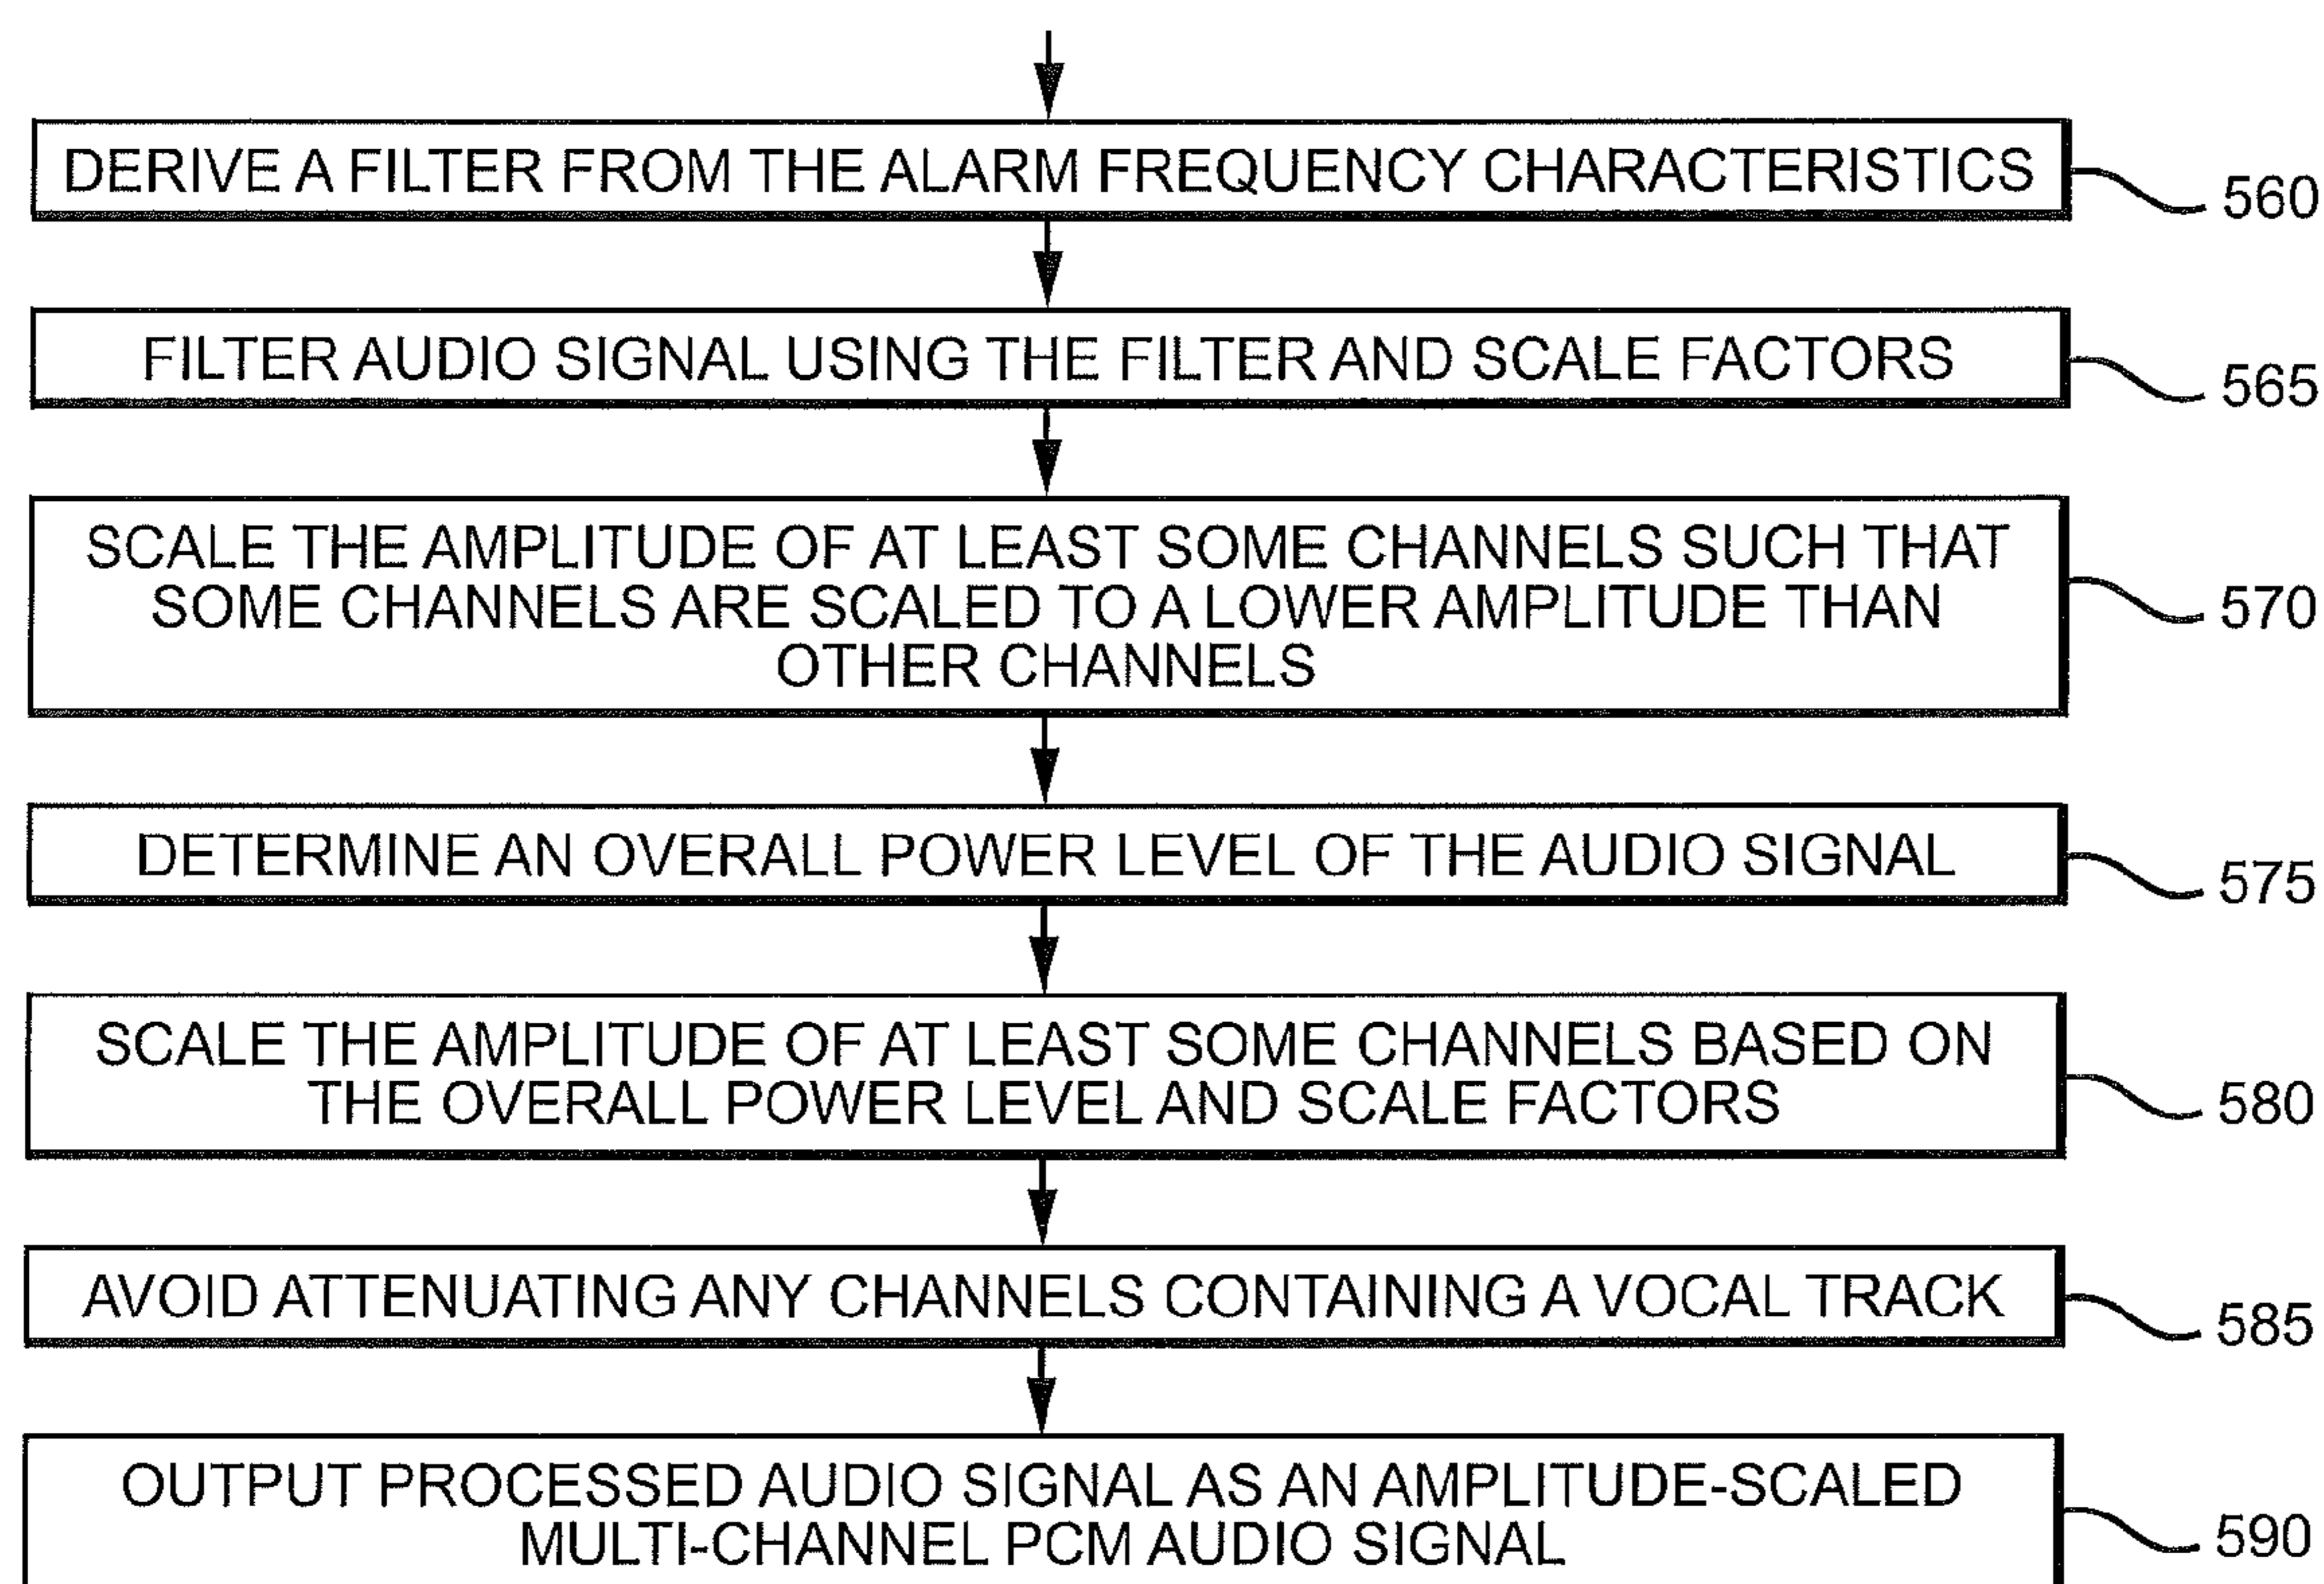 DERIVE A FILTER FROM THE ALARM FREQUENCY CHARACTERISTICS
560
FILTER AUDIO SIGNAL USING THE FILTER AND SCALE FACTORS
565
SCALE THE AMPLITUDE OF AT LEAST SOME CHANNELS SUCH THAT
SOME CHANNELS ARE SCALED TO A LOWER AMPLITUDE THAN
OTHER CHANNELS
570
DETERMINE AN OVERALL POWER LEVEL OF THE AUDIO SIGNAL
575
SCALE THE AMPLITUDE OF AT LEAST SOME CHANNELS BASED ON
THE OVERALL POWER LEVEL AND SCALE FACTORS
580
AVOID ATTENUATING ANY CHANNELS CONTAINING A VOCAL TRACK
585
OUTPUT PROCESSED AUDIO SIGNAL AS AN AMPLITUDE-SCALED
MULTI-CHANNEL PCM AUDIO SIGNAL
590